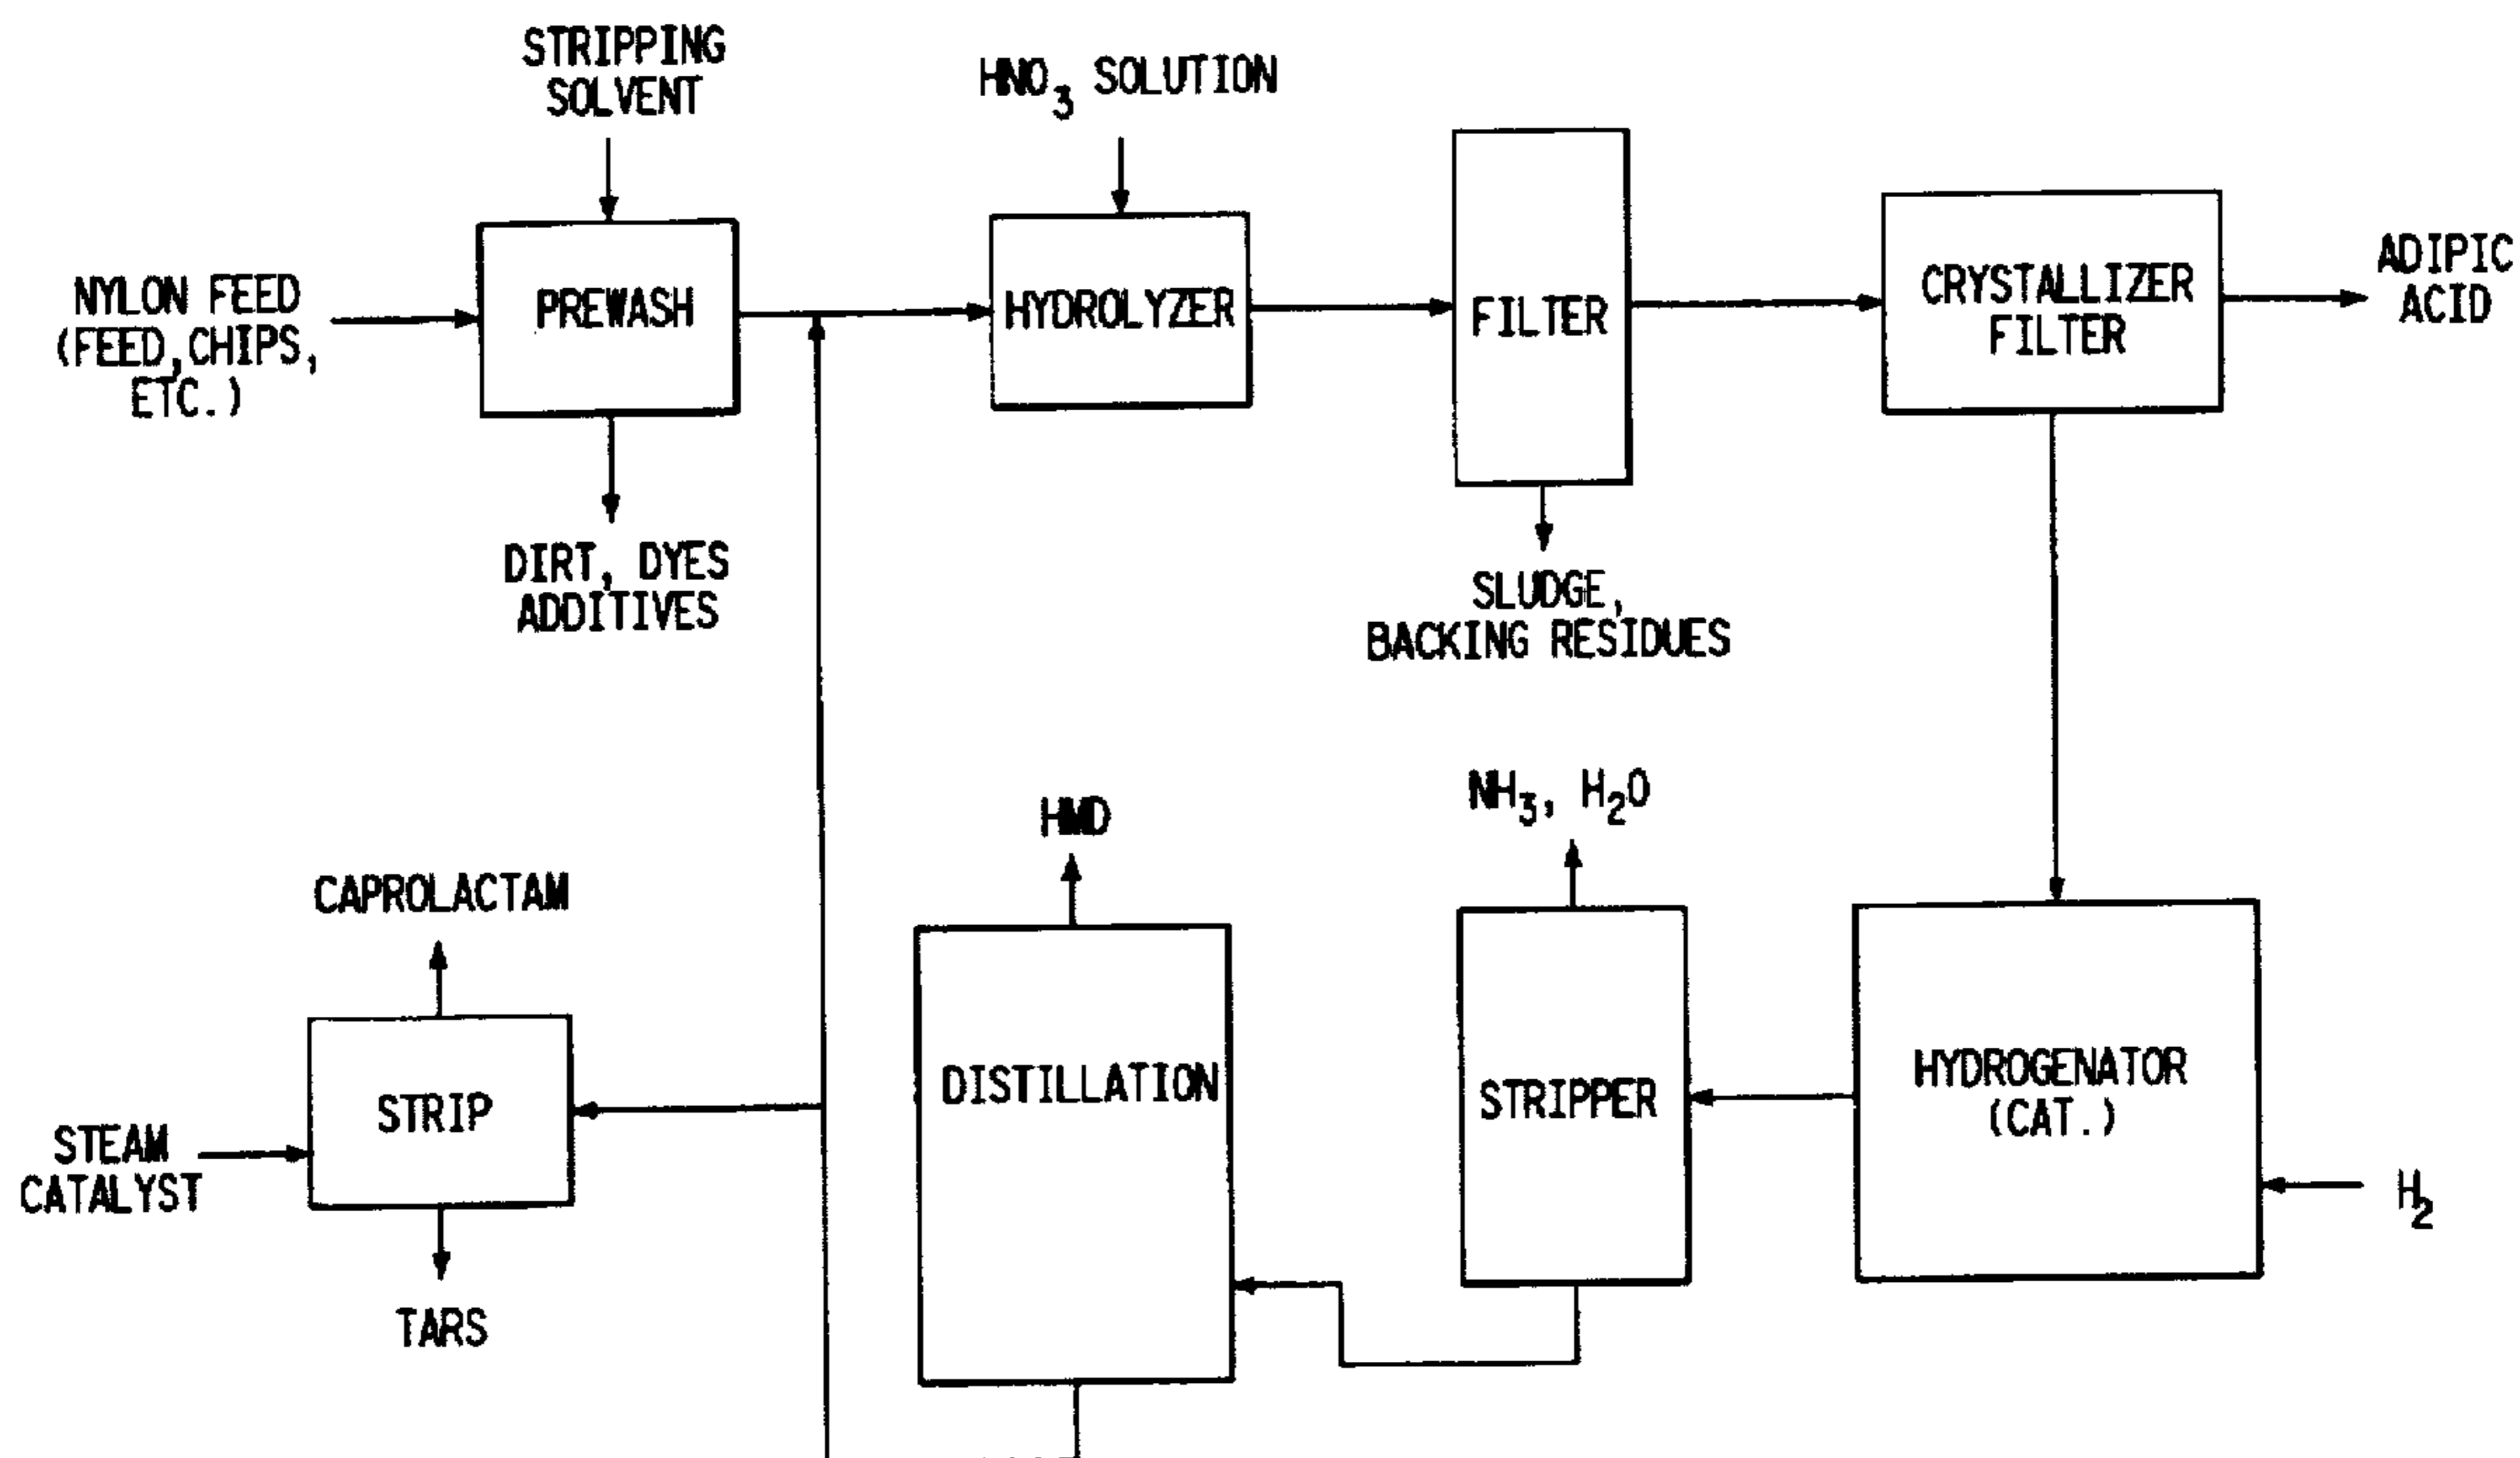 STRIPPING
SOLVENT
HNO₃ SOLUTION
NYLON FEED
(FEED, CHIPS,
ETC.)
PREWASH
HYDROLYZER
FILTER
CRYSTALLIZER
FILTER
ADIPIC
ACID
DIRT, DYES
ADDITIVES
SLUDGE,
BACKING RESIDUES
HMD
NH₃, H₂O
CAPROLACTAM
STRIP
STEAM
CATALYST
TARS
DISTILLATION
STRIPPER
HYDROGENATOR
(CAT.)
H₂